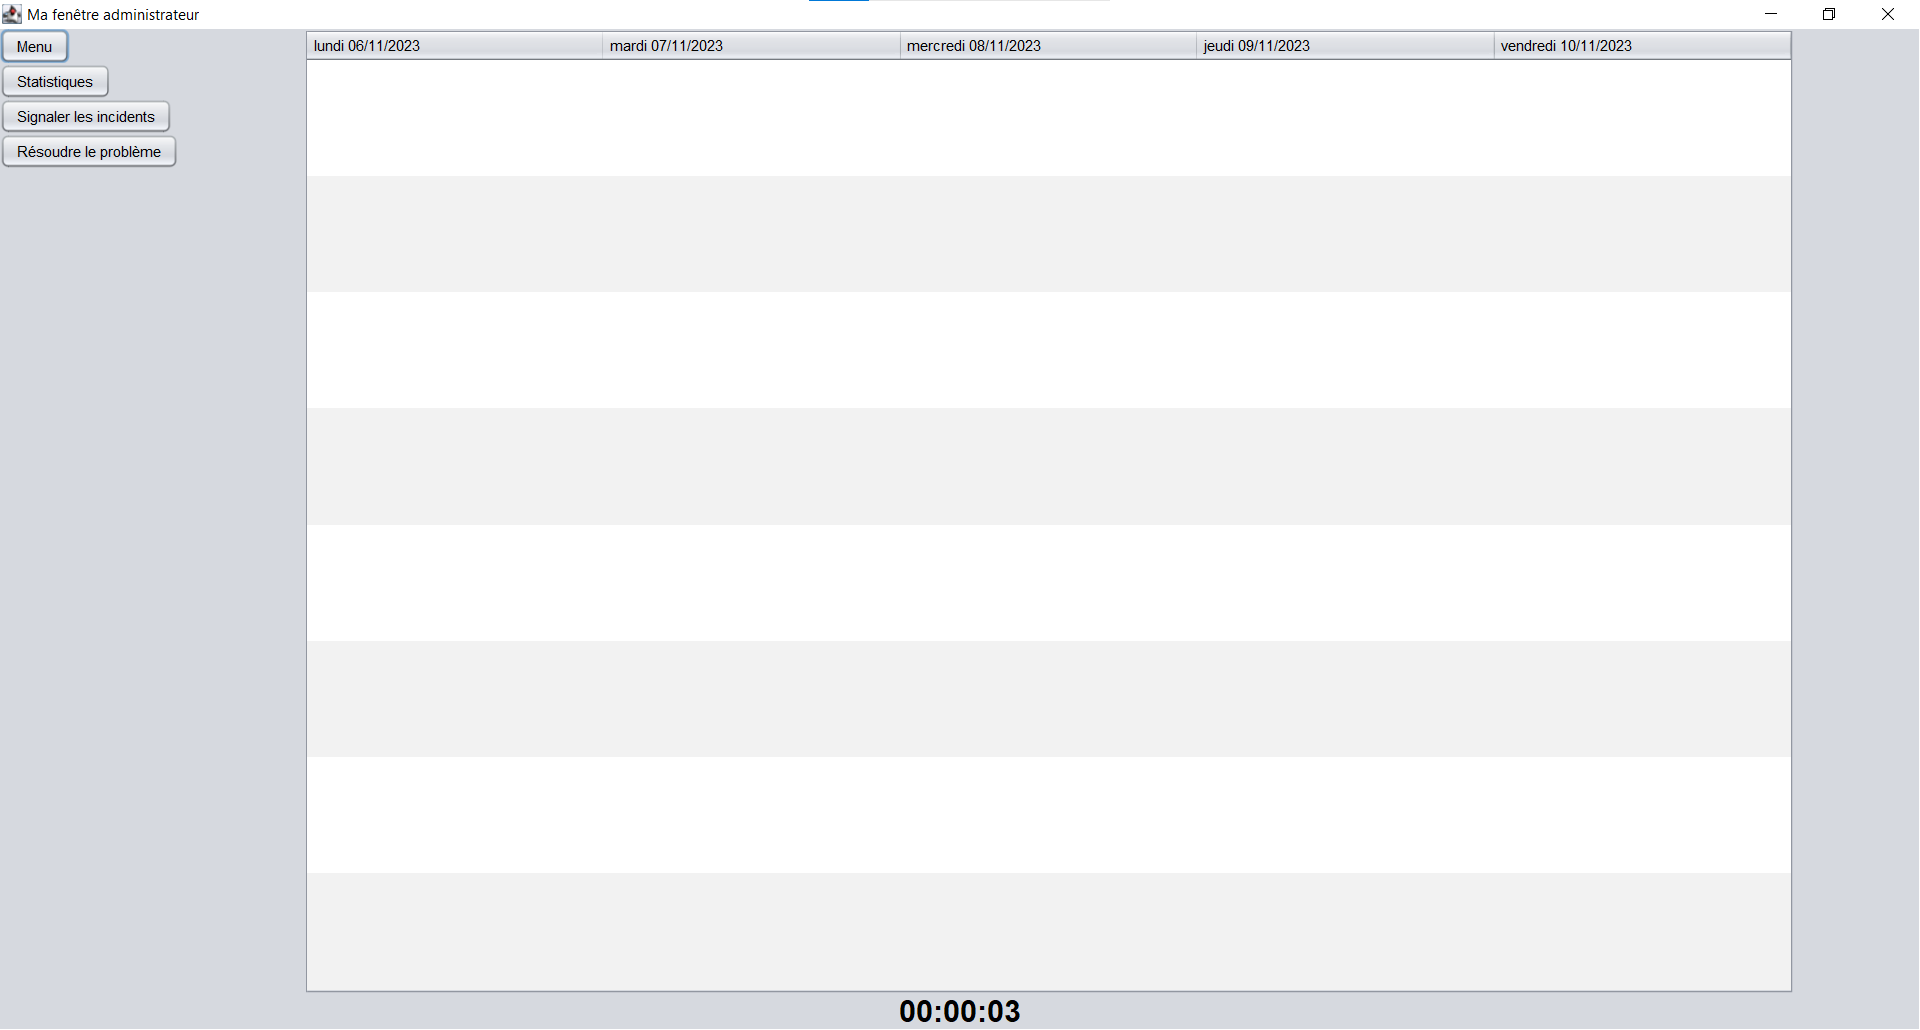 Ma fenêtre administrateur
Menu
Statistiques
Signaler les incidents
Résoudre le problème
lundi 06/11/2023 mardi 07/11/2023 mercredi 08/11/2023 jeudi 09/11/2023 vendredi 10/11/2023
00:00:03